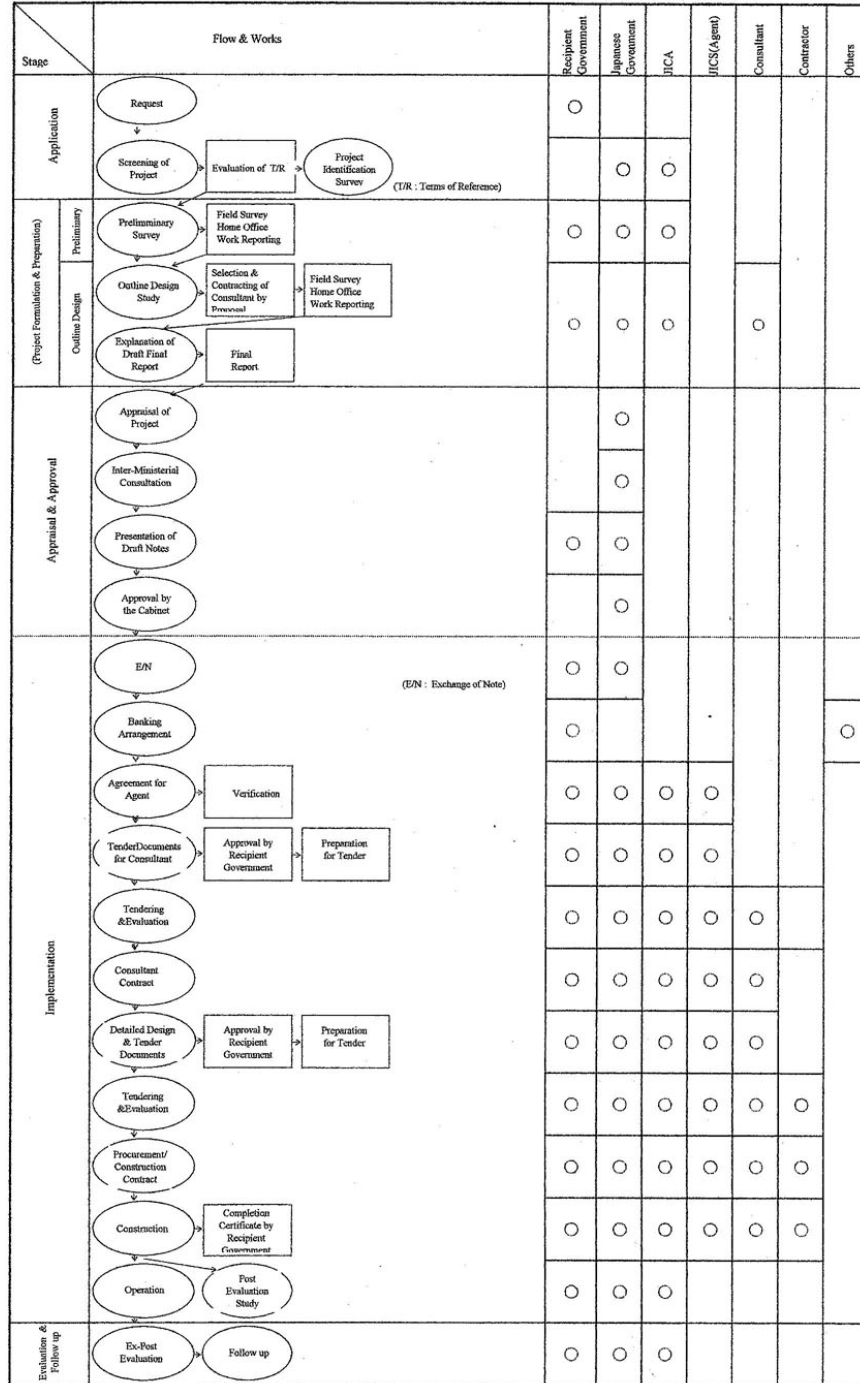 Stage
Flow & Works
Recipient
Government
Japanese
Govenment
JICA
JICS(Agent)
Consultant
Contractor
Others
Application
Request
Screening of
Project
Evaluation of T/R
Project
Identification
Survey
(T/R : Terms of Reference)
(Project Formulation & Preparation)
Preliminary
Prelimminary
Survey
Field Survey
Home Office
Work Reporting
Outline Design
Outline Design
Study
Selection &
Contracting of
Consultant by
Proposal
Field Survey
Home Office
Work Reporting
Explanation of
Draft Final
Report
Final
Report
Appraisal & Approval
Appraisal of
Project
Inter-Ministerial
Consultation
Presentation of
Draft Notes
Approval by
the Cabinet
Implementation
E/N
(E/N : Exchange of Note)
Banking
Arrangement
Agreement for
Agent
Verification
TenderDocuments
for Consultant
Approval by
Recipient
Government
Preparation
for Tender
Tendering
&Evaluation
Consultant
Contract
Detailed Design
& Tender
Documents
Approval by
Recipient
Government
Preparation
for Tender
Tendering
&Evaluation
Procurement/
Construction
Contract
Construction
Completion
Certificate by
Recipient
Government
Operation
Post
Evaluation
Study
Evaluation &
Follow up
Ex-Post
Evaluation
Follow up